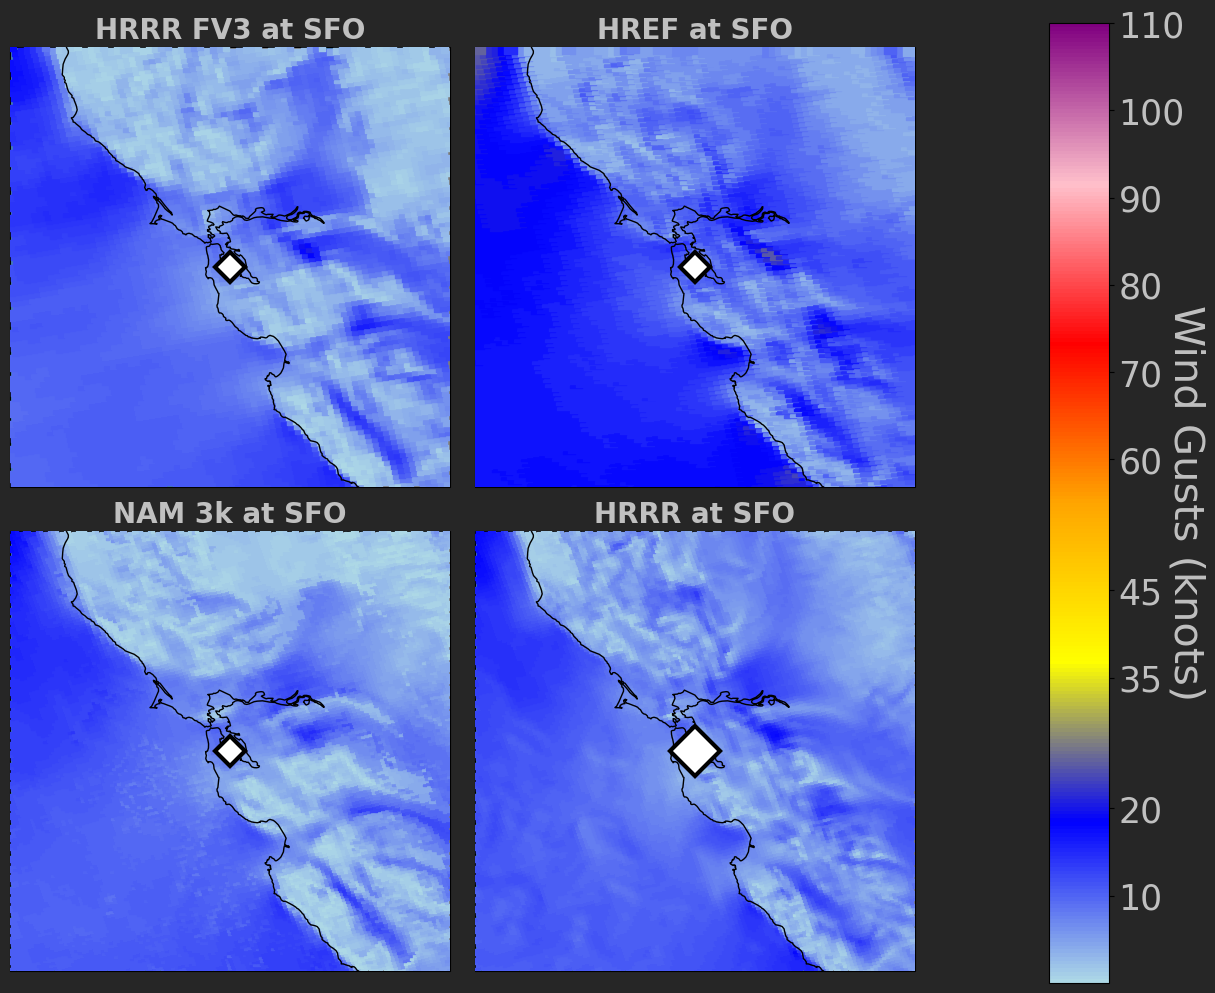 HRRR FV3 at SFO
HREF at SFO
NAM 3k at SFO
HRRR at SFO
110
100
90
80
70
60
45
35
20
10
Wind Gusts (knots)